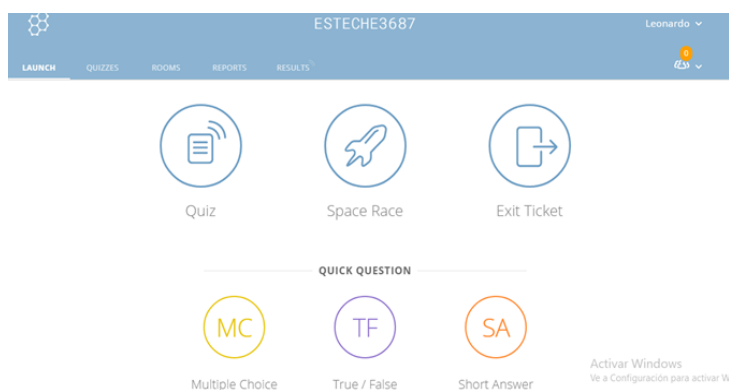 ESTECHE3687
Leonardo
0
LAUNCH QUIZZES ROOMS REPORTS RESULTS
Quiz Space Race Exit Ticket
QUICK QUESTION
MC TF SA
Multiple Choice True / False Short Answer
Activar Windows
Ve a Configuración para activar W